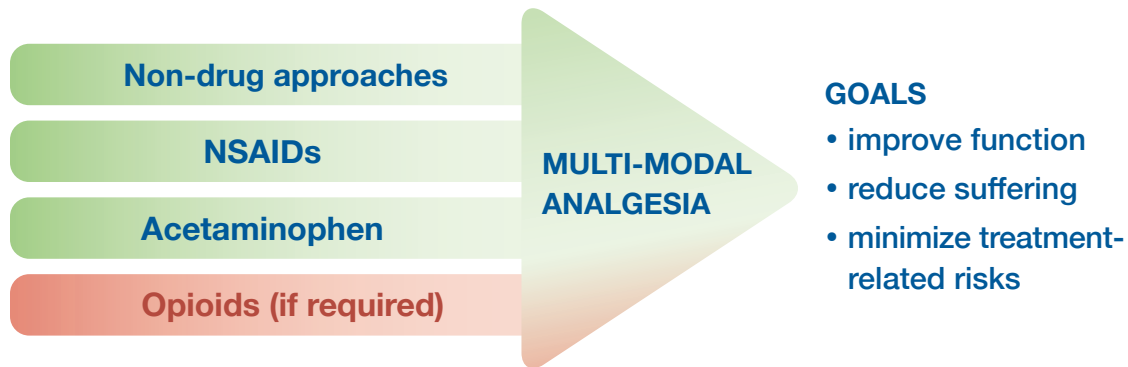 Non-drug approaches
NSAIDs
Acetaminophen
Opioids (if required)
MULTI-MODAL
ANALGESIA
GOALS
• improve function
• reduce suffering
• minimize treatment-
related risks